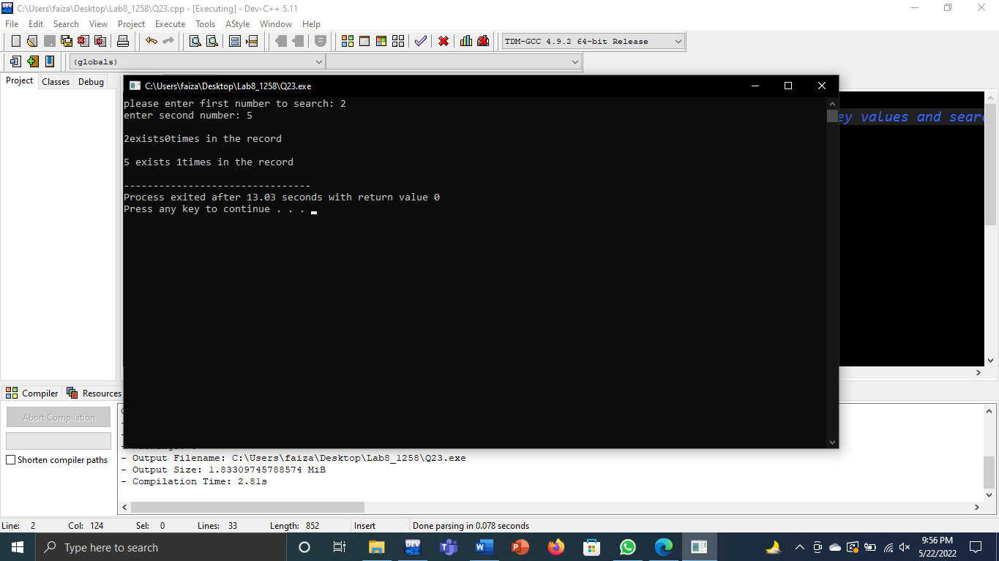 C:\Users\faiza\Desktop\Lab8_1258\Q23.cpp - [Executing] - Dev-C++ 5.11
File Edit Search View Project Execute Tools AStyle Window Help
TDM-GCC 4.9.2 64-bit Release
(globals)
Project Classes Debug
C:\Users\faiza\Desktop\Lab8_1258\Q23.exe
please enter first number to search: 2
enter second number: 5
ey values and sear
2exists0times in the record
5 exists 1times in the record
--------------------------------
Process exited after 13.03 seconds with return value 0
Press any key to continue . . .
Compiler Resources
Abort Compilation
Shorten compiler paths
- Output Filename: C:\Users\faiza\Desktop\Lab8_1258\Q23.exe
- Output Size: 1.83309745788574 MiB
- Compilation Time: 2.81s
Line: 2 Col: 124 Sel: 0 Lines: 33 Length: 852 Insert Done parsing in 0.078 seconds
Type here to search
DEV
9:56 PM
5/22/2022